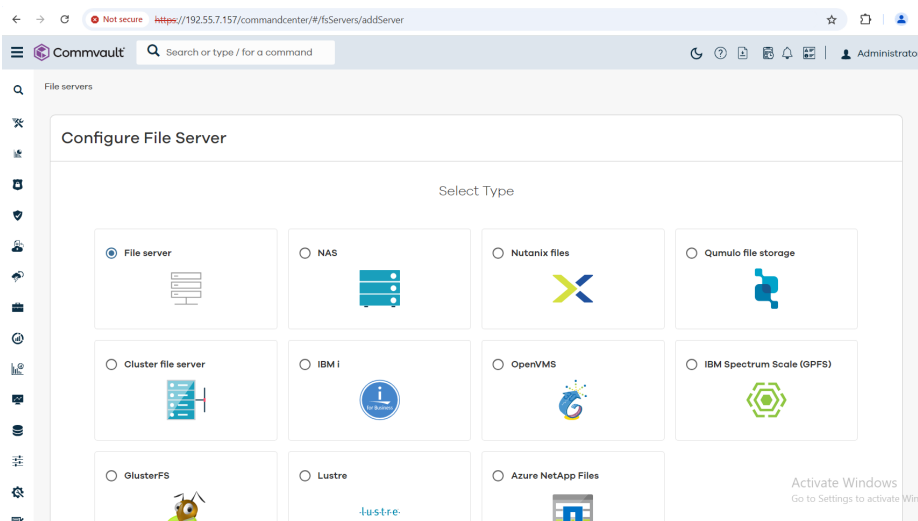 Not secure https://192.55.7.157/commandcenter/#/fsServers/addServer
Commvault Search or type / for a command Administrato
File servers
Configure File Server
Select Type
File server NAS Nutanix files Qumulo file storage
Cluster file server IBM i OpenVMS IBM Spectrum Scale (GPFS)
i
for Business
GlusterFS Lustre Azure NetApp Files
l·u·s·t·r·e·
Activate Windows
Go to Settings to activate Win